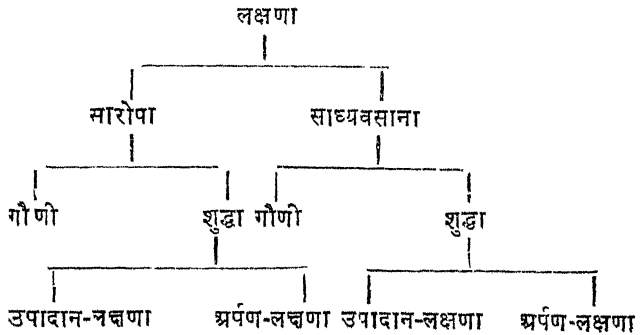 लक्षणा
सारोपा साध्यवसाना
गौणी शुद्धा गौणी शुद्धा
उपादान-लक्षणा अर्पण-लक्षणा उपादान-लक्षणा अर्पण-लक्षणा